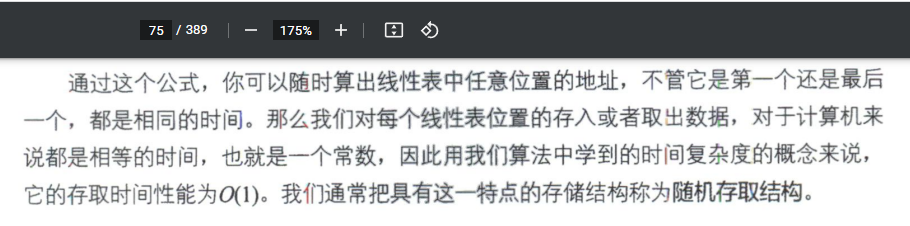 75 / 389 — 175% +
通过这个公式，你可以随时算出线性表中任意位置的地址，不管它是第一个还是最后
一个，都是相同的时间。那么我们对每个线性表位置的存入或者取出数据，对于计算机来
说都是相等的时间，也就是一个常数，因此用我们算法中学到的时间复杂度的概念来说，
它的存取时间性能为O(1)。我们通常把具有这一特点的存储结构称为随机存取结构。